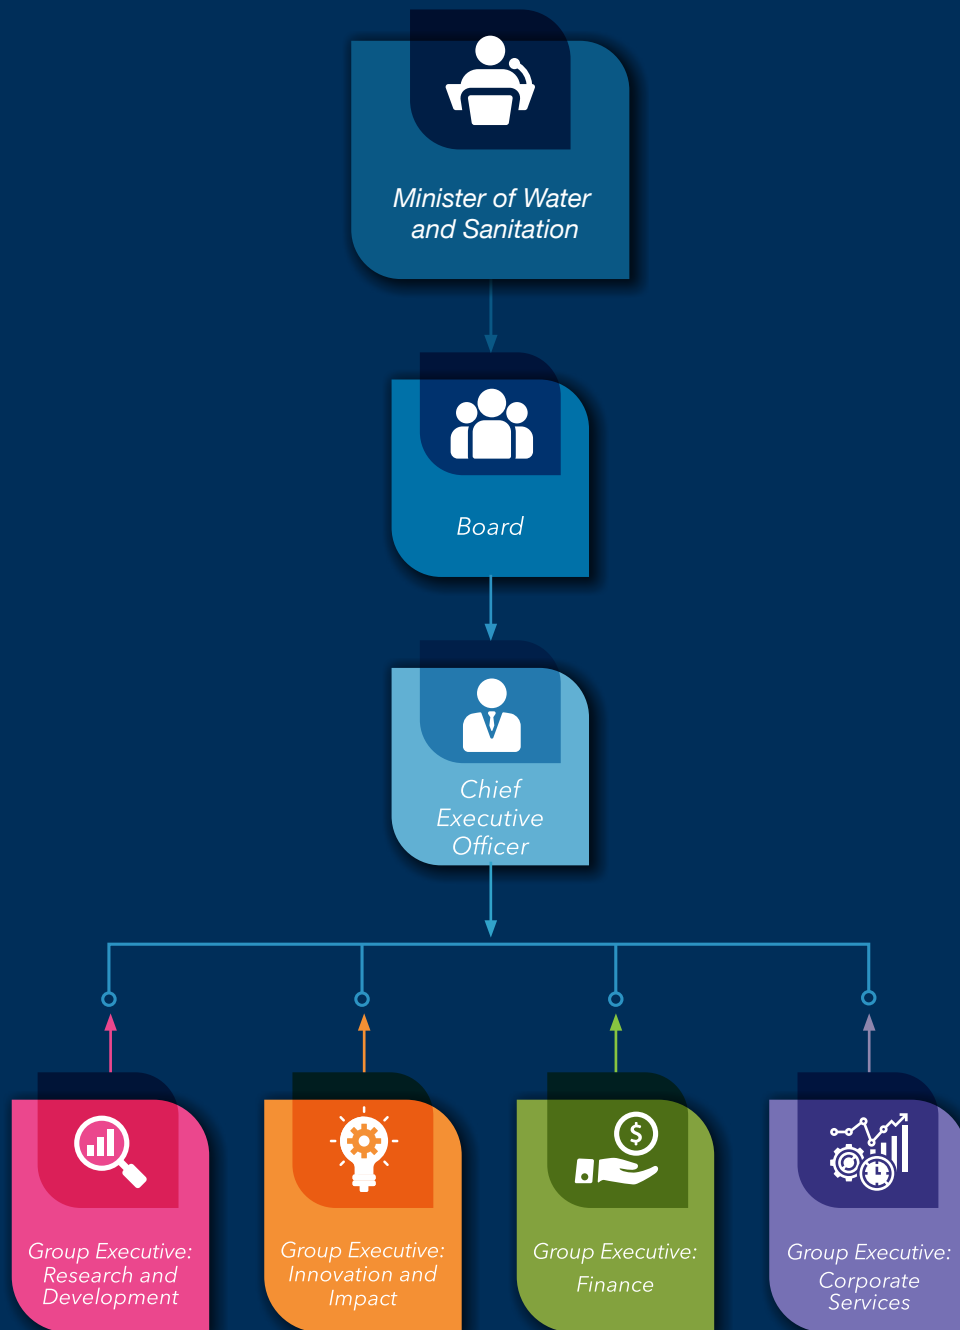 Minister of Water
and Sanitation
Board
Chief
Executive
Officer
Group Executive:
Research and
Development
Group Executive:
Innovation and
Impact
$
Group Executive:
Finance
Group Executive:
Corporate
Services